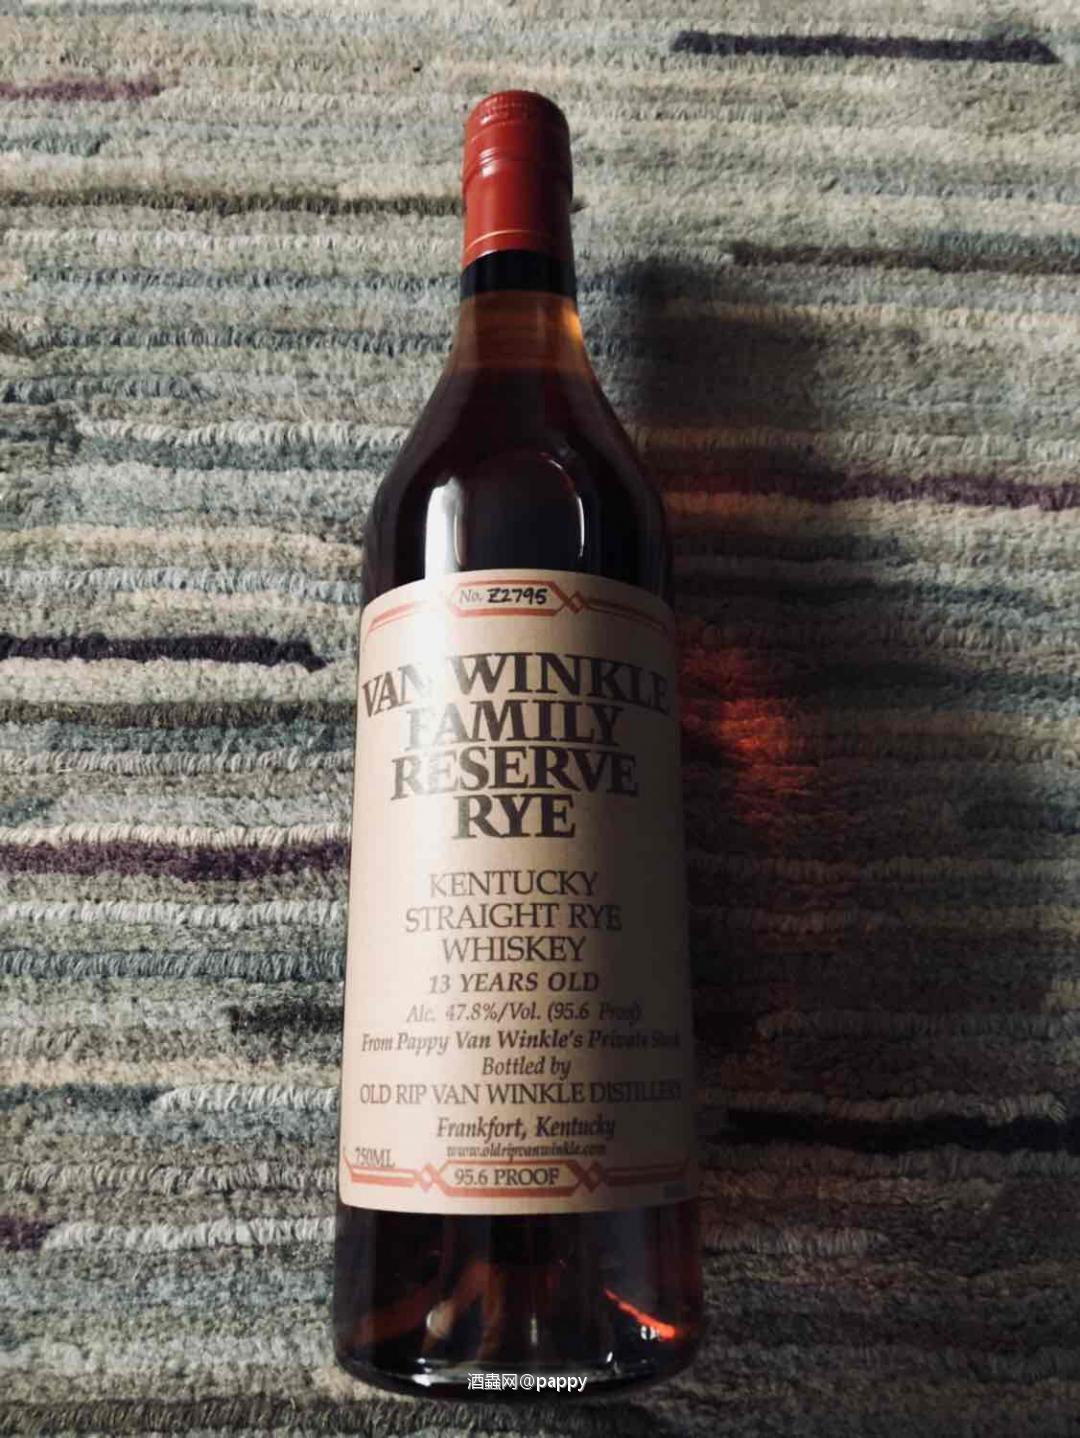 No. Z2795
VAN WINKLE
FAMILY
RESERVE
RYE
KENTUCKY
STRAIGHT RYE
WHISKEY
13 YEARS OLD
Alc. 47.8%/Vol. (95.6 Proof)
From Pappy Van Winkle's Private Stock
Bottled by
OLD RIP VAN WINKLE DISTILLERY
Frankfort, Kentucky
www.oldripvanwinkle.com
750ML
95.6 PROOF
酒蟲网@pappy